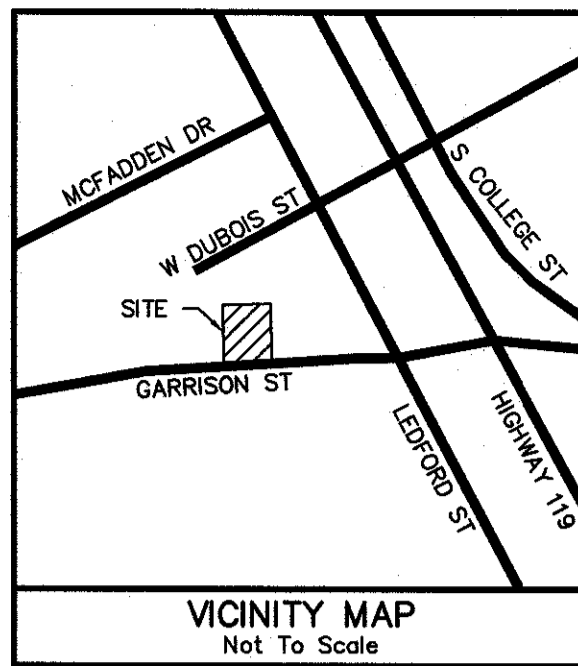 MCFADDEN DR
W DUBOIS ST
S COLLEGE ST
SITE
GARRISON ST
LEDFORD ST
HIGHWAY 119
VICINITY MAP
Not To Scale